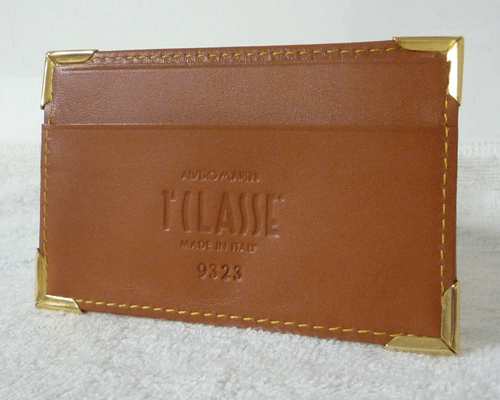 ALVIERO MARTINI
1ª CLASSE
MADE IN ITALY
9323